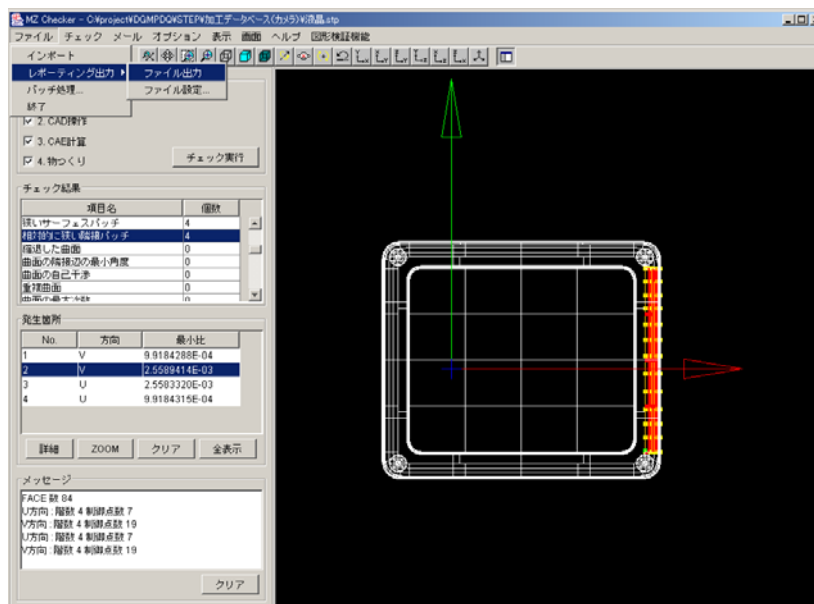 MZ Checker - C:¥project¥DQMPDQ¥STEP¥加工データベース(カメラ)¥液晶.stp
ファイル チェック メール オプション 表示 画面 ヘルプ 図形検証機能
インポート
レポーティング出力 ファイル出力
バッチ処理... ファイル設定...
終了
2. CAD操作
3. CAE計算
4. 物つくり チェック実行
チェック結果
項目名 個数
狭いサーフェスパッチ 4
相対的に狭い隣接パッチ 4
縮退した曲面 0
曲面の隣接辺の最小角度 0
曲面の自己干渉 0
重複曲面 0
曲面の最大次数 0
発生箇所
No. 方向 最小比
1 V 9.9184288E-04
2 V 2.5589414E-03
3 U 2.5583320E-03
4 U 9.9184315E-04
詳細 ZOOM クリア 全表示
メッセージ
FACE 数 84
U方向 : 階数 4 制御点数 7
V方向 : 階数 4 制御点数 19
U方向 : 階数 4 制御点数 7
V方向 : 階数 4 制御点数 19
クリア